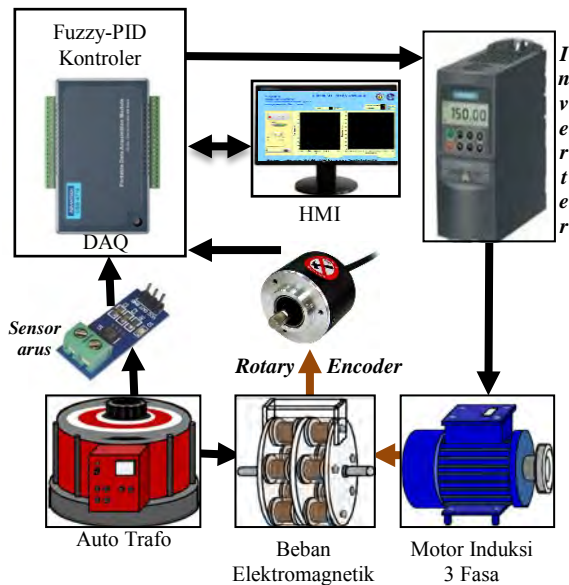 Fuzzy-PID
Kontroler
DAQ
HMI
150.00
Inverter
Sensor
arus
Rotary Encoder
Auto Trafo
Beban
Elektromagnetik
Motor Induksi
3 Fasa